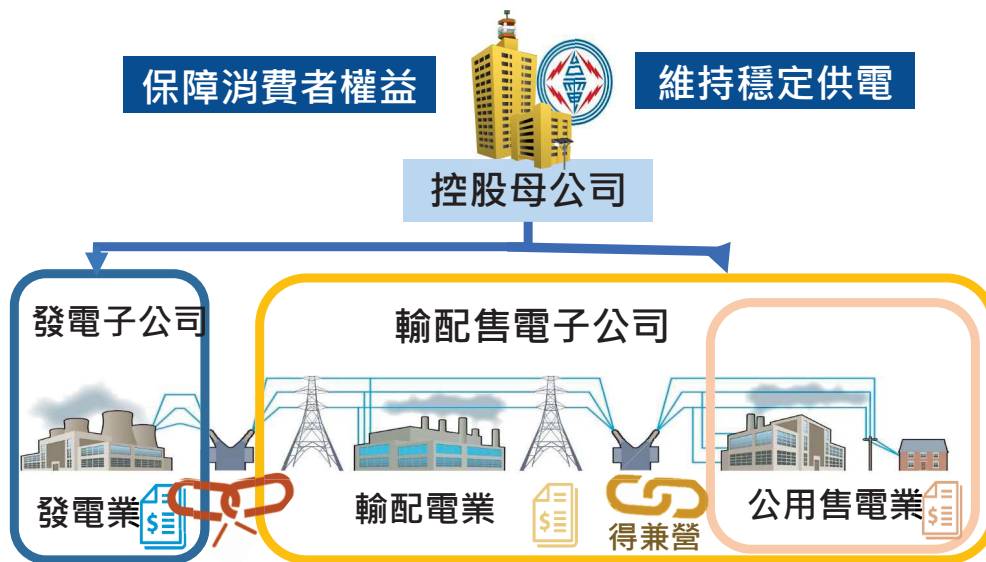 保障消費者權益
台電
維持穩定供電
控股母公司
發電子公司
輸配售電子公司
發電業
$
輸配電業
$
得兼營
公用售電業
$